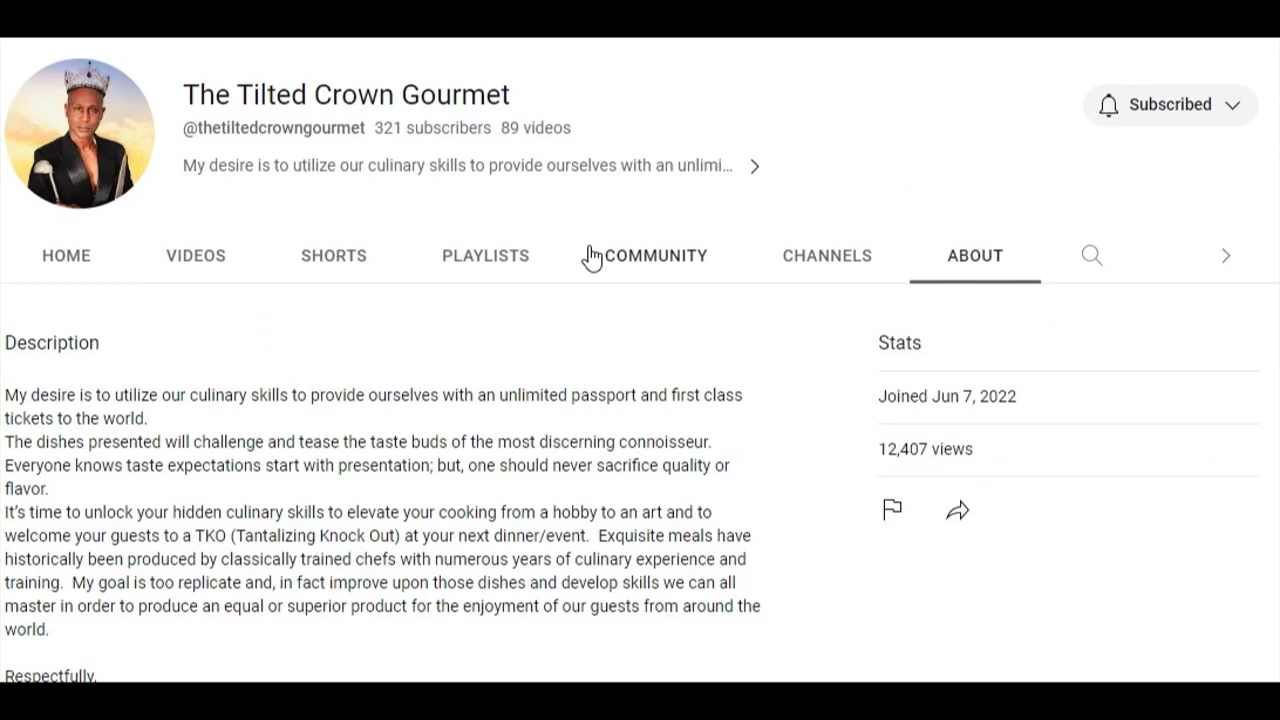 The Tilted Crown Gourmet
@thetiltedcrowngourmet 321 subscribers 89 videos
My desire is to utilize our culinary skills to provide ourselves with an unlimi...
Subscribed
HOME VIDEOS SHORTS PLAYLISTS COMMUNITY CHANNELS ABOUT
Description
My desire is to utilize our culinary skills to provide ourselves with an unlimited passport and first class
tickets to the world.
The dishes presented will challenge and tease the taste buds of the most discerning connoisseur.
Everyone knows taste expectations start with presentation; but, one should never sacrifice quality or
flavor.
It's time to unlock your hidden culinary skills to elevate your cooking from a hobby to an art and to
welcome your guests to a TKO (Tantalizing Knock Out) at your next dinner/event.  Exquisite meals have
historically been produced by classically trained chefs with numerous years of culinary experience and
training.  My goal is too replicate and, in fact improve upon those dishes and develop skills we can all
master in order to produce an equal or superior product for the enjoyment of our guests from around the
world.
Respectfully,
Stats
Joined Jun 7, 2022
12,407 views